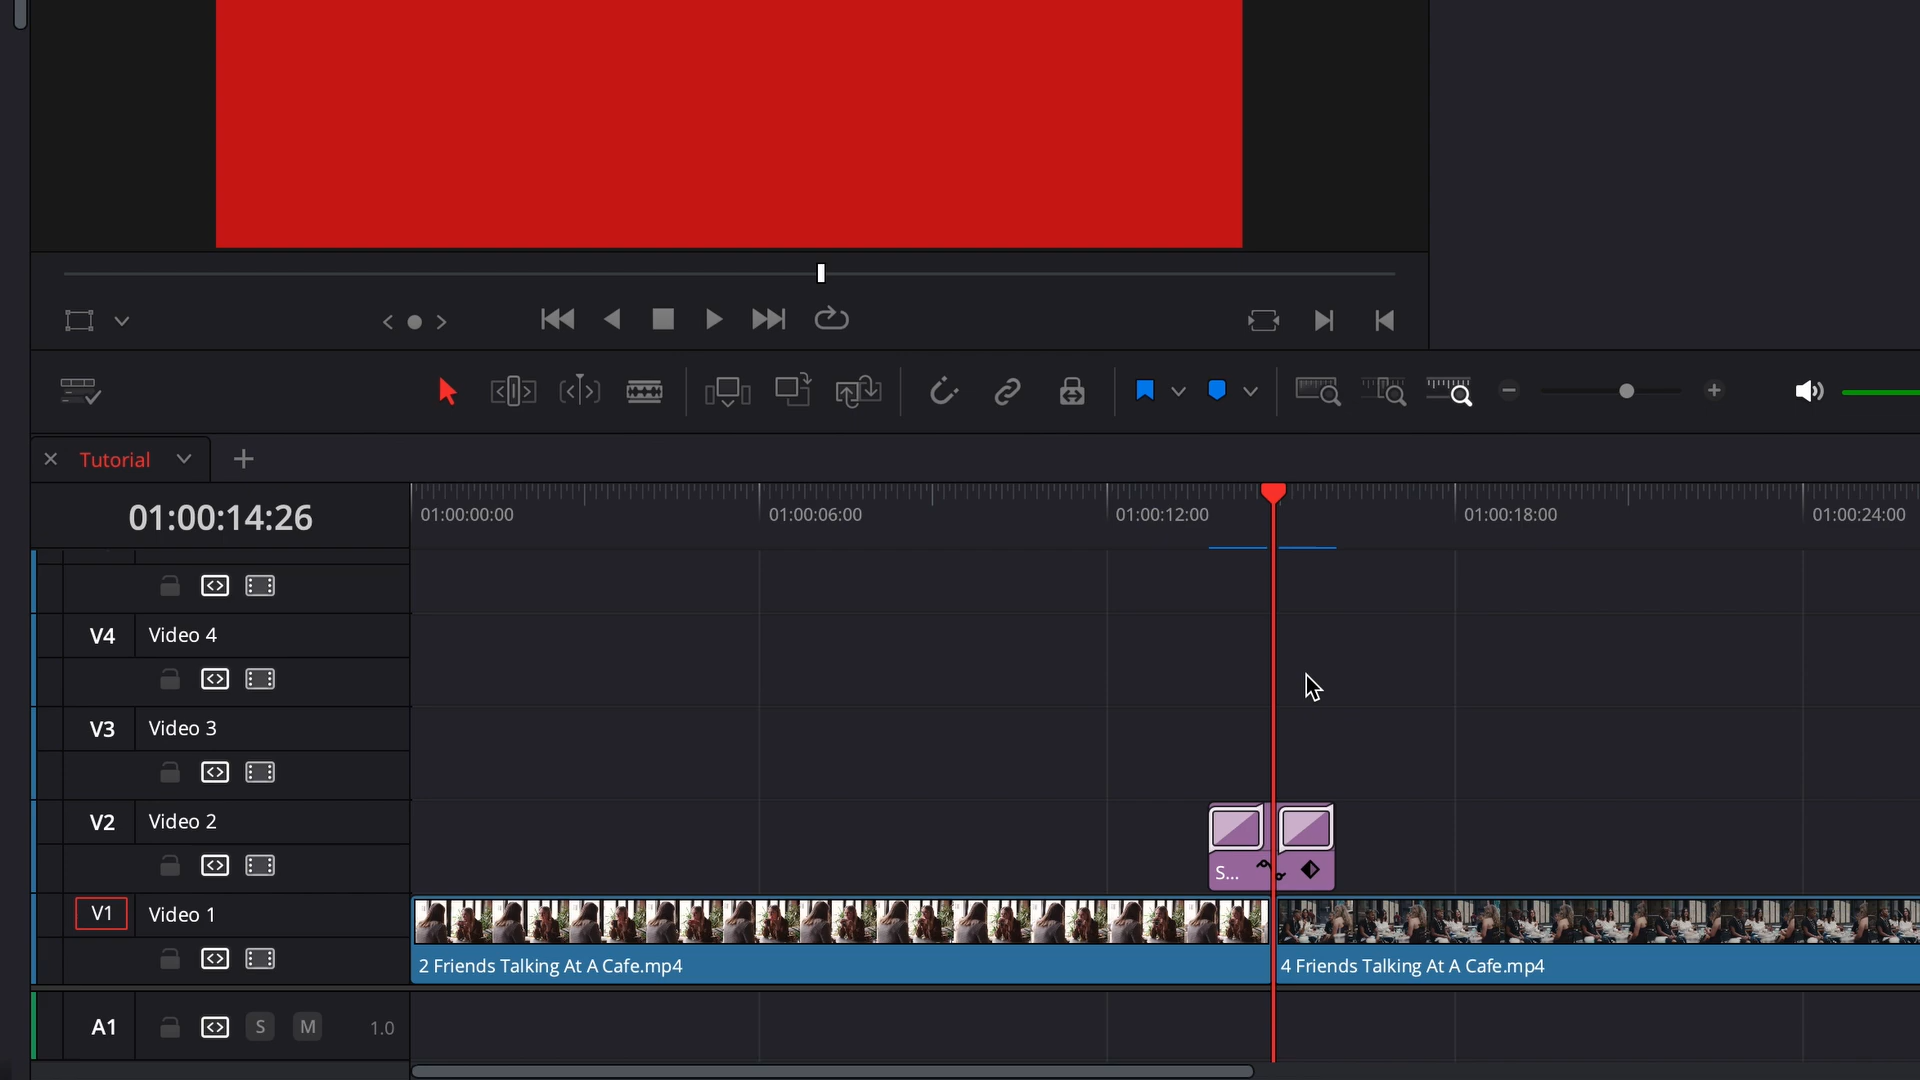 Tutorial
01:00:14:26
01:00:00:00
01:00:06:00
01:00:12:00
01:00:18:00
01:00:24:00
V4 Video 4
V3 Video 3
V2 Video 2
S...
V1 Video 1
2 Friends Talking At A Cafe.mp4
4 Friends Talking At A Cafe.mp4
A1 S M 1.0